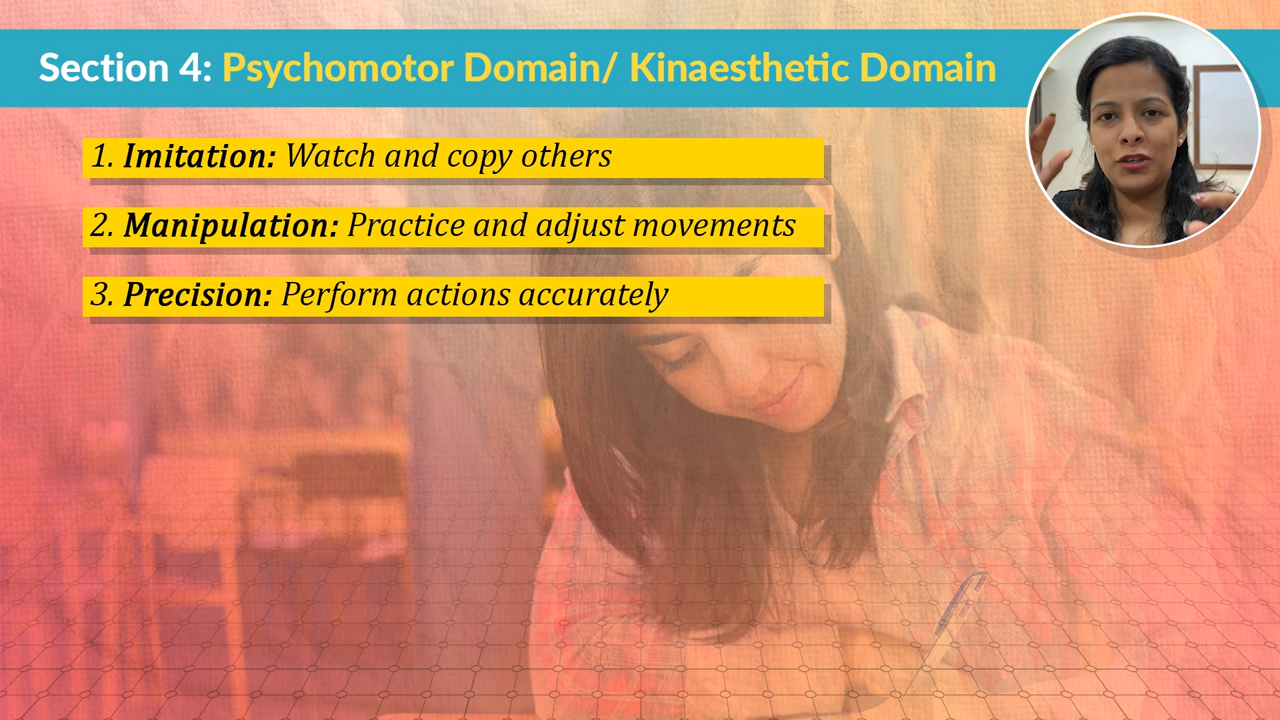 Section 4: Psychomotor Domain/ Kinaesthetic Domain
1. Imitation: Watch and copy others
2. Manipulation: Practice and adjust movements
3. Precision: Perform actions accurately